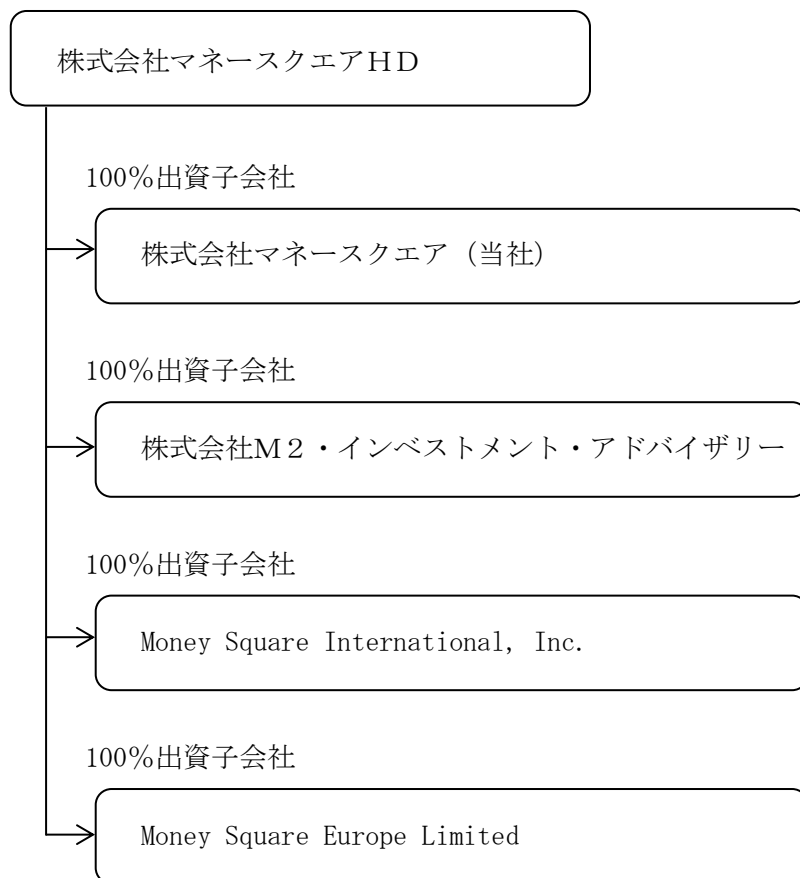 株式会社マネースクエアＨＤ
100％出資子会社
株式会社マネースクエア（当社）
100％出資子会社
株式会社Ｍ２・インベストメント・アドバイザリー
100％出資子会社
Money Square International, Inc.
100％出資子会社
Money Square Europe Limited